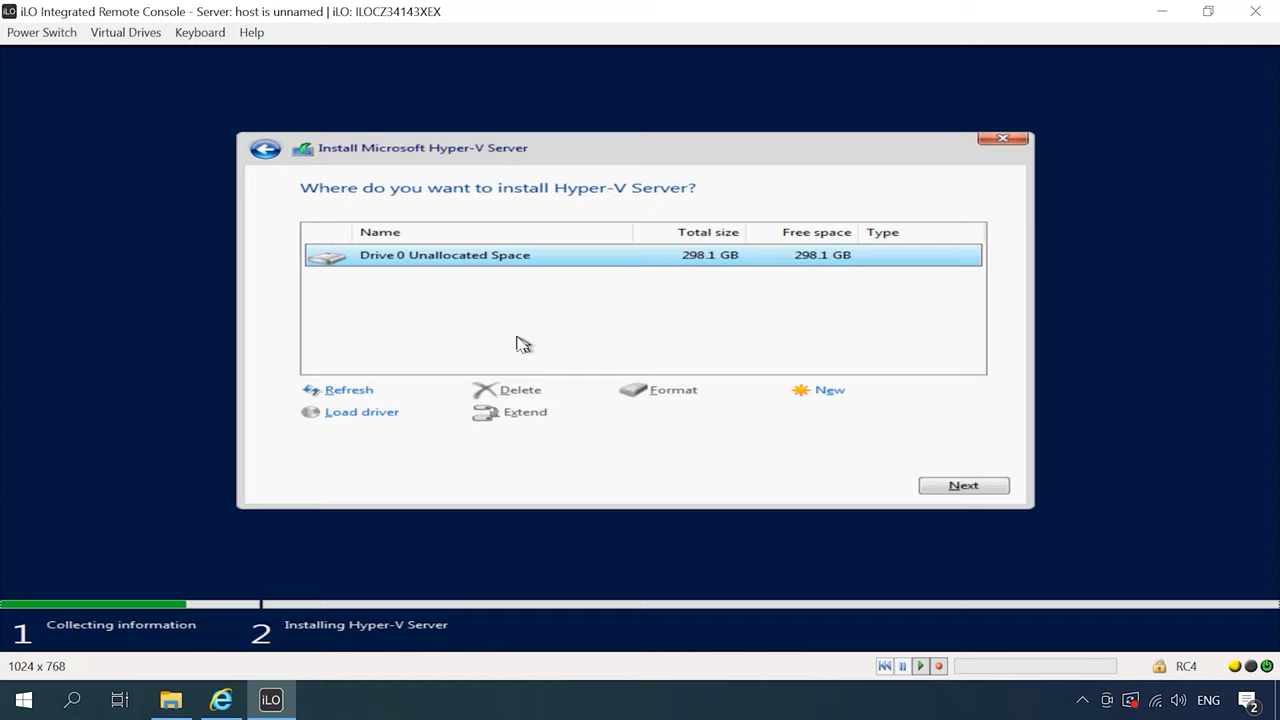 iLO iLO Integrated Remote Console - Server: host is unnamed | iLO: ILOCZ34143XEX
Power Switch Virtual Drives Keyboard Help
Install Microsoft Hyper-V Server
Where do you want to install Hyper-V Server?
Name Total size Free space Type
Drive 0 Unallocated Space 298.1 GB 298.1 GB
Refresh Delete Format New
Load driver Extend
Next
1 Collecting information 2 Installing Hyper-V Server
1024 x 768 RC4
iLO ENG 2